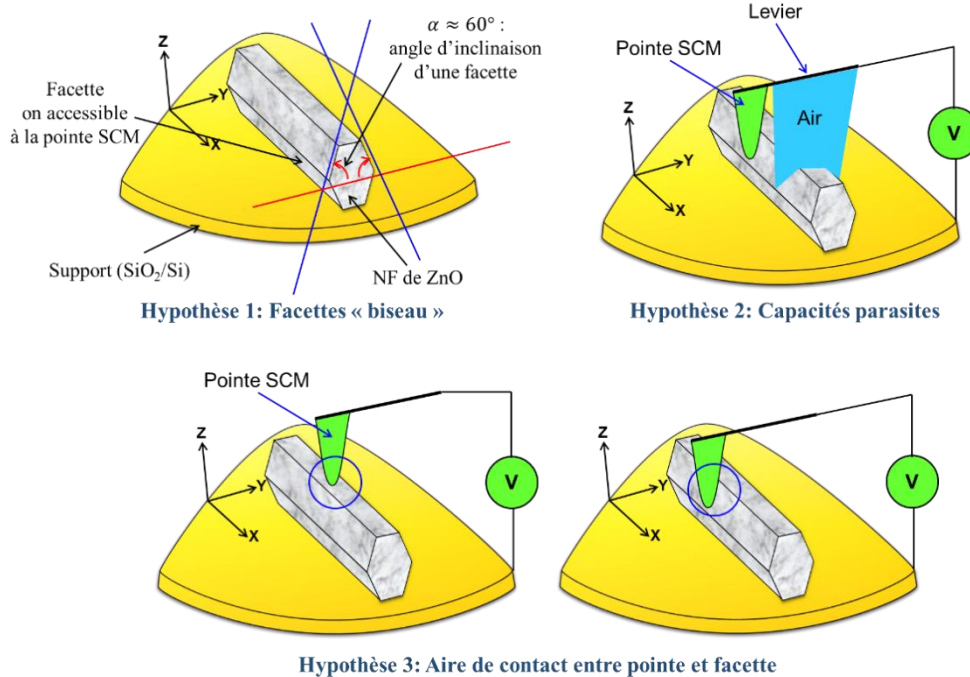 Z
Y
X
α ≈ 60° :
angle d’inclinaison
d’une facette
Facette
on accessible
à la pointe SCM
Support (SiO₂/Si)
NF de ZnO
Hypothèse 1: Facettes « biseau »
Levier
Pointe SCM
Z
Y
X
Air
V
Hypothèse 2: Capacités parasites
Pointe SCM
Z
Y
X
V
Z
Y
X
V
Hypothèse 3: Aire de contact entre pointe et facette